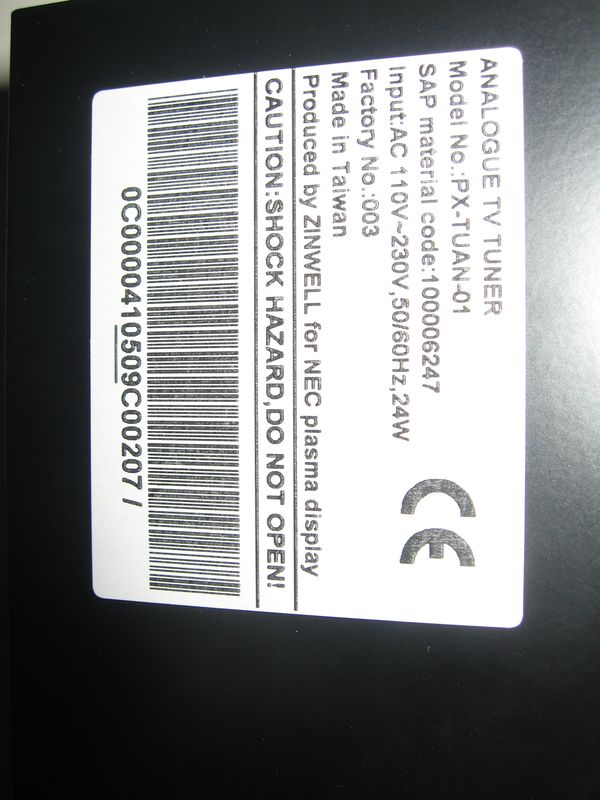 ANALOGUE TV TUNER
Model No.:PX-TUAN-01
SAP material code:10006247
Input:AC 110V~230V,50/60Hz,24W
Factory No.:003
Made in Taiwan
CE
Produced by ZINWELL for NEC plasma display
CAUTION:SHOCK HAZARD,DO NOT OPEN!
0C0000410509C00207 /